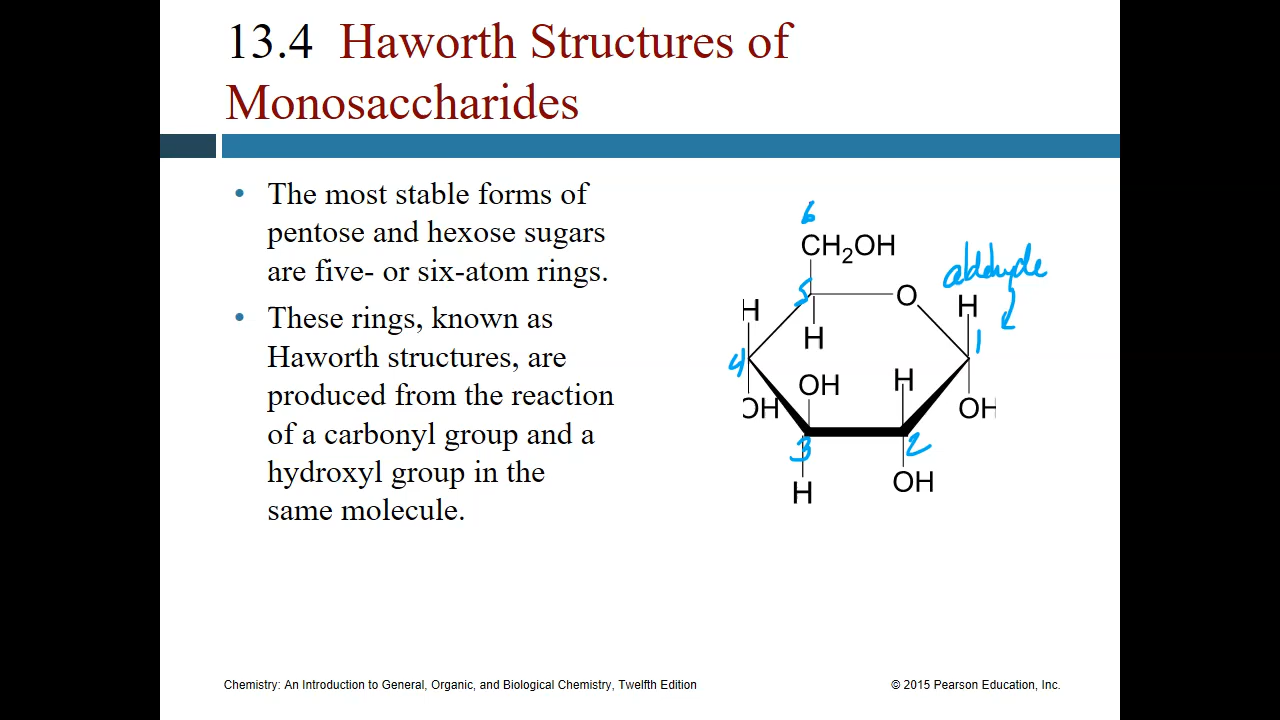 13.4 Haworth Structures of
Monosaccharides
• The most stable forms of
pentose and hexose sugars
are five- or six-atom rings.
• These rings, known as
Haworth structures, are
produced from the reaction
of a carbonyl group and a
hydroxyl group in the
same molecule.
6
CH₂OH
aldehyde
5
O
H
H
H
1
4
OH
H
OH
OH
3
2
H
OH
Chemistry: An Introduction to General, Organic, and Biological Chemistry, Twelfth Edition
© 2015 Pearson Education, Inc.